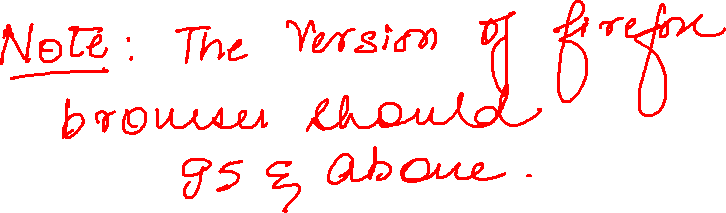 Note: The Version of firefox
browser should
95 & above.